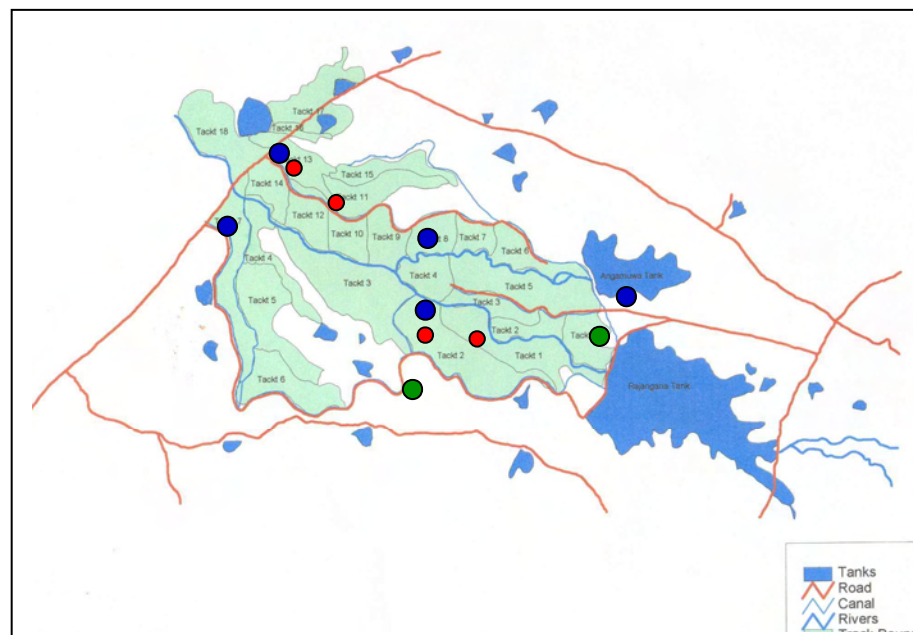 Tackt 17
Tackt 18
Tackt 16
13
Tackt 15
Tackt 14
Tackt 11
Tackt 12
Tackt 10
Tackt 9
8
Tackt 7
Tackt 6
7
Tackt 4
Tackt 3
Tackt 4
Tackt 5
Angamuwa Tank
Tackt 5
Tackt 3
Tackt 2
Tackt 2
Tackt 1
Tackt 6
Rajangana Tank
Tanks
Road
Canal
Rivers